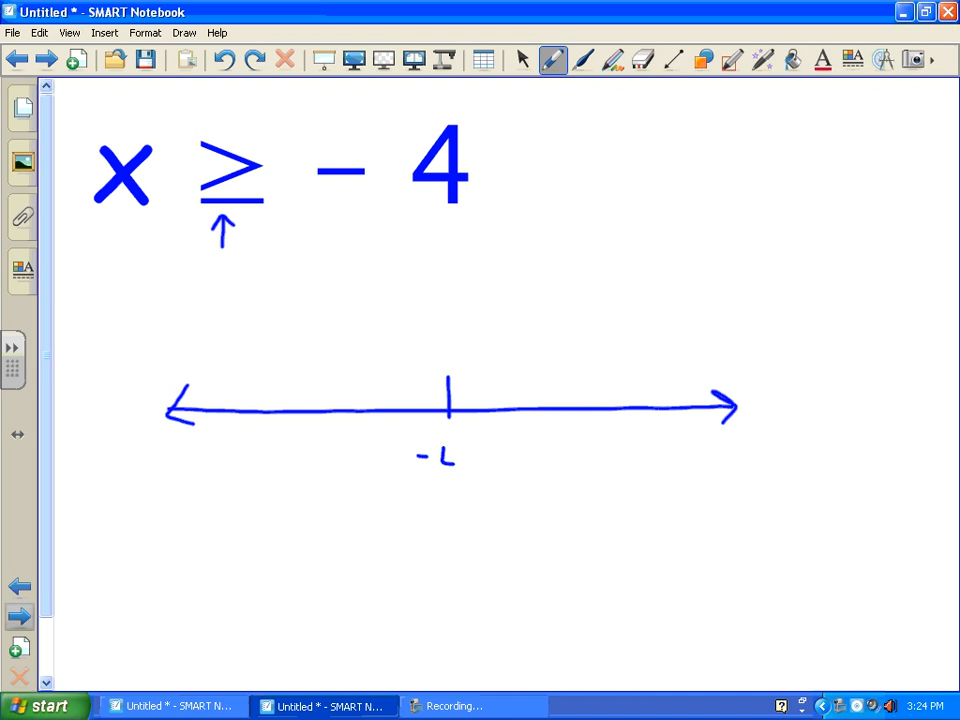 Untitled * - SMART Notebook
File Edit View Insert Format Draw Help
x ≥ - 4
-L
start Untitled * - SMART N... Untitled * - SMART N... Recording... 3:24 PM